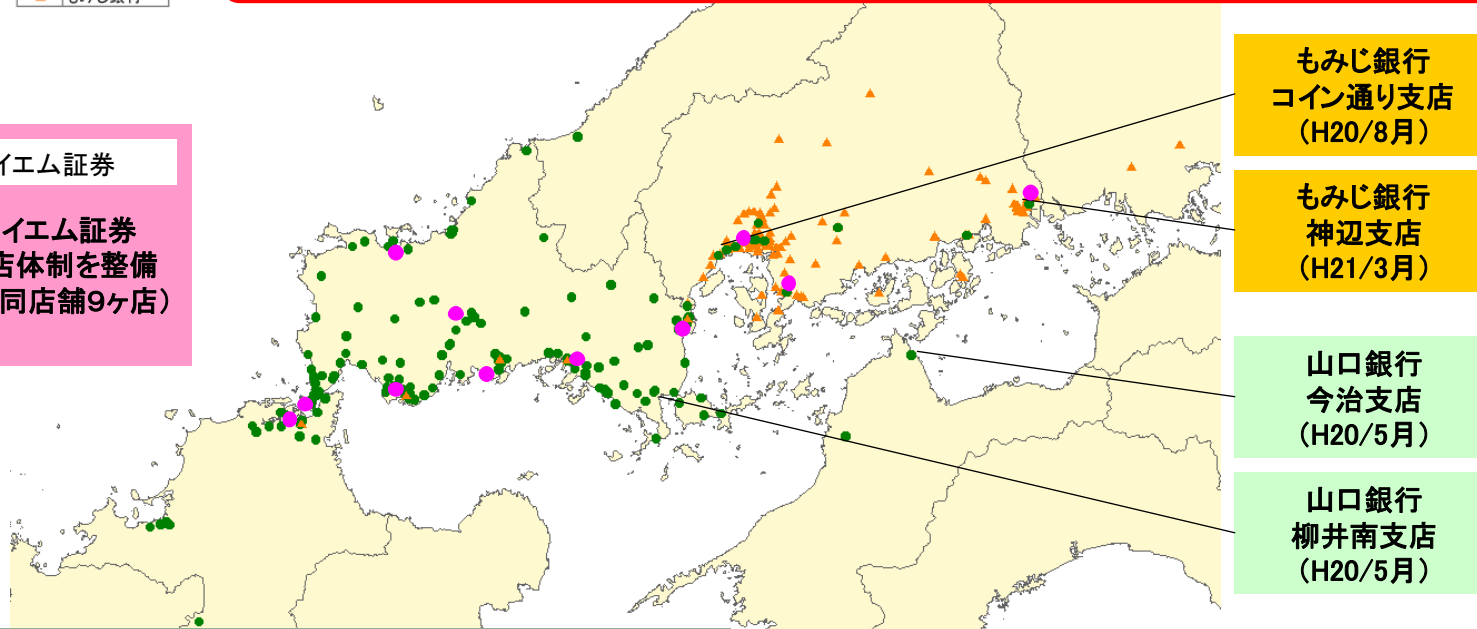 もみじ銀行
コイン通り支店
(H20/8月)
もみじ銀行
神辺支店
(H21/3月)
イエム証券
イエム証券
店体制を整備
同店舗9ヶ店)
山口銀行
今治支店
(H20/5月)
山口銀行
柳井南支店
(H20/5月)